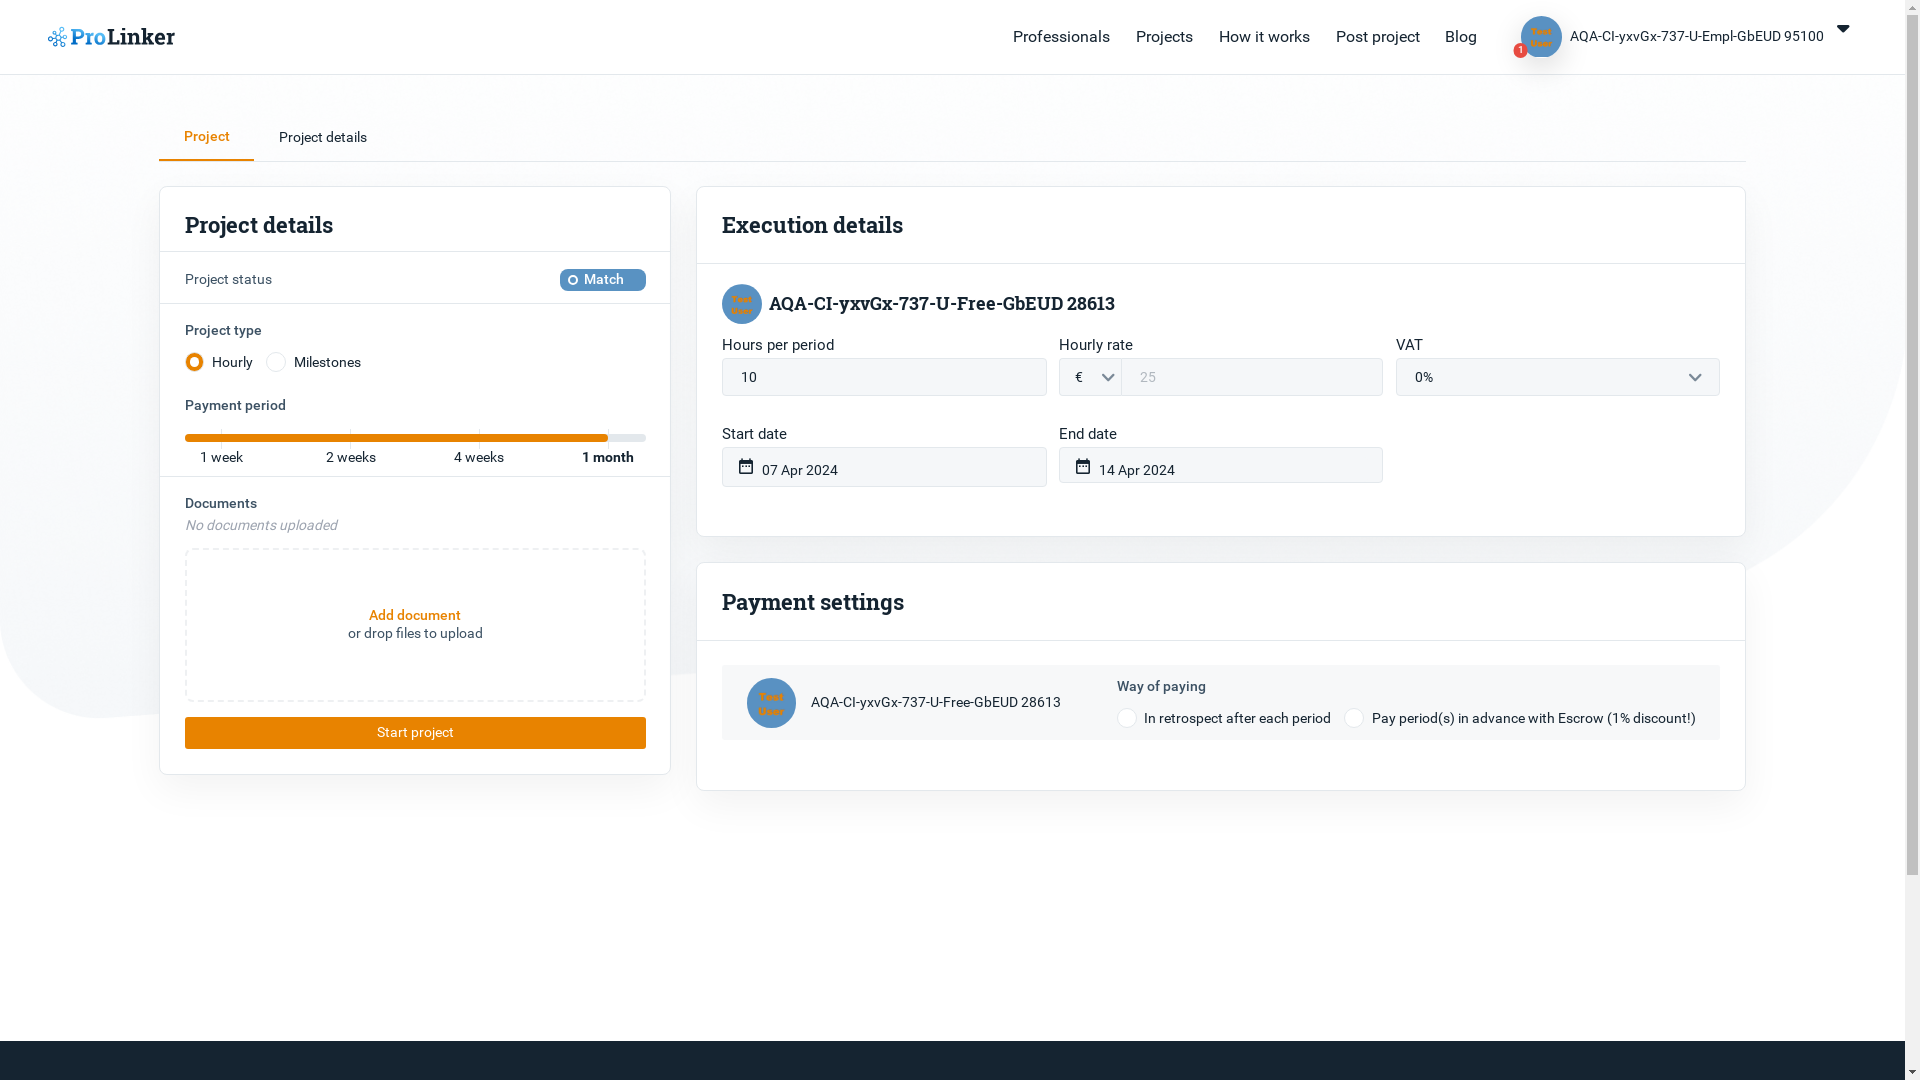 ProLinker
Professionals
Projects
How it works
Post project
Blog
Test
User
1
AQA-CI-yxvGx-737-U-Empl-GbEUD 95100
Project
Project details
Project details
Project status
Match
Project type
Hourly
Milestones
Payment period
1 week
2 weeks
4 weeks
1 month
Documents
No documents uploaded
Add document
or drop files to upload
Start project
Execution details
Test
User
AQA-CI-yxvGx-737-U-Free-GbEUD 28613
Hours per period
10
Hourly rate
€
25
VAT
0%
Start date
07 Apr 2024
End date
14 Apr 2024
Payment settings
Test
User
AQA-CI-yxvGx-737-U-Free-GbEUD 28613
Way of paying
In retrospect after each period
Pay period(s) in advance with Escrow (1% discount!)